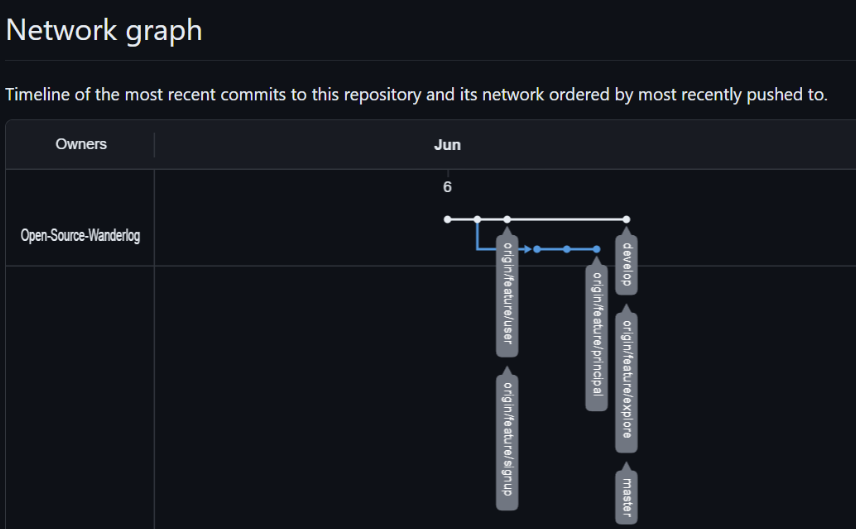 Network graph
Timeline of the most recent commits to this repository and its network ordered by most recently pushed to.
Owners
Jun
6
Open-Source-Wanderlog
origin/feature/user
origin/feature/signup
origin/feature/principal
develop
origin/feature/explore
master